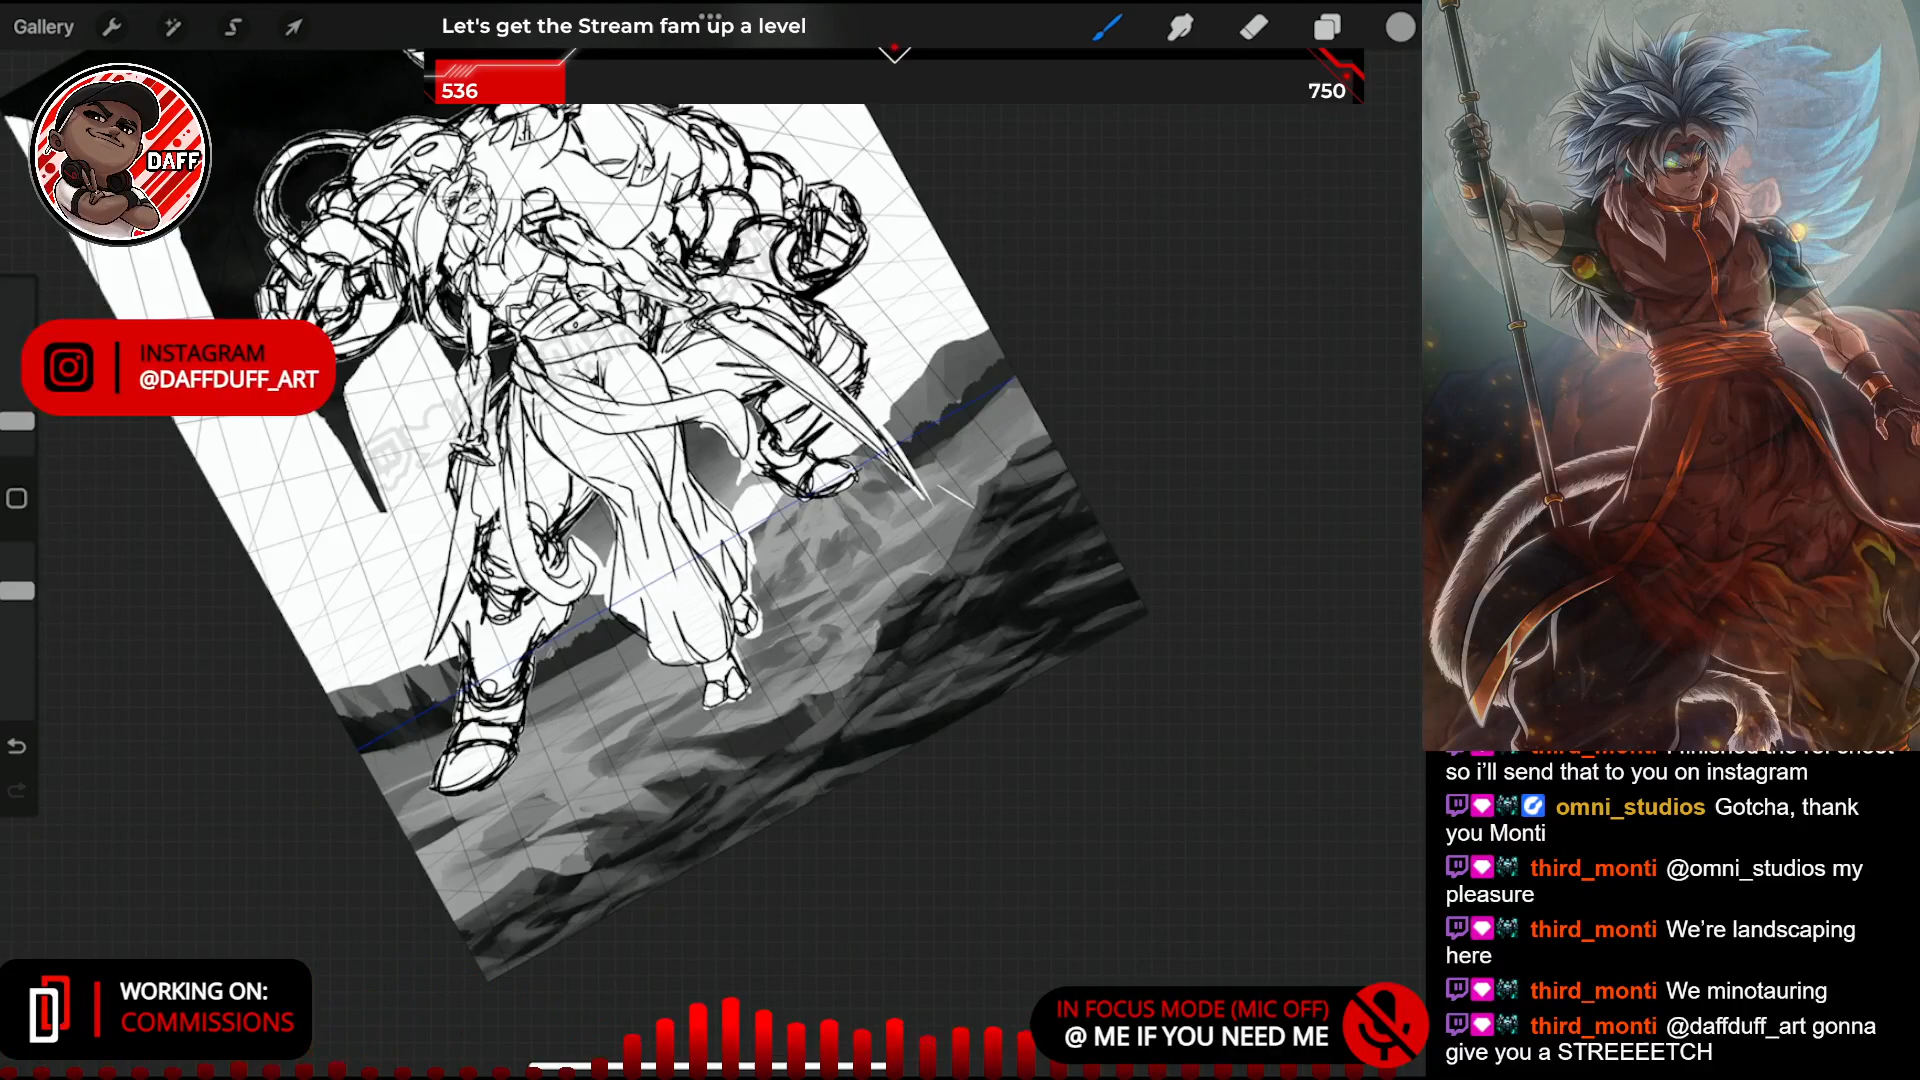 Gallery
Let's get the Stream fam up a level
536
750
DAFF
INSTAGRAM
@DAFFDUFF_ART
so i'll send that to you on instagram
omni_studios Gotcha, thank
you Monti
third_monti @omni_studios my
pleasure
third_monti We're landscaping
here
third_monti We minotauring
third_monti @daffduff_art gonna
give you a STREEEETCH
WORKING ON:
COMMISSIONS
IN FOCUS MODE (MIC OFF)
@ ME IF YOU NEED ME